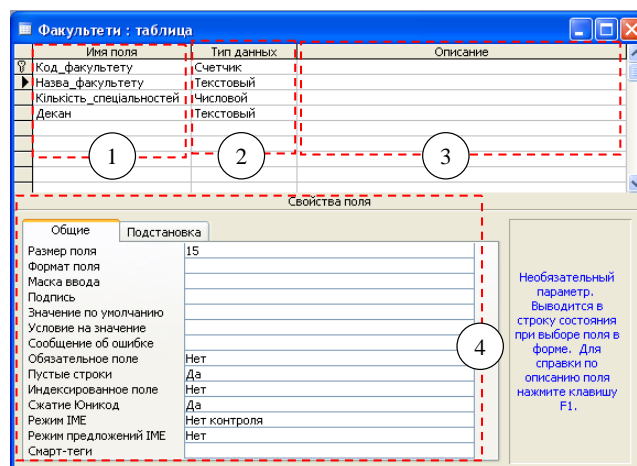 Факультети : таблица
Имя поля Тип данных Описание
Код_факультету Счетчик
Назва_факультету Текстовый
Кількість_спеціальностей Числовой
Декан Текстовый
1 2 3
Свойства поля
Общие Подстановка
Размер поля 15
Формат поля
Маска ввода
Подпись
Значение по умолчанию
Условие на значение
Сообщение об ошибке
Обязательное поле Нет
Пустые строки Да
Индексированное поле Нет
Сжатие Юникод Да
Режим IME Нет контроля
Режим предложений IME Нет
Смарт-теги
4
Необязательный
параметр.
Выводится в
строку состояния
при выборе поля в
форме. Для
справки по
описанию поля
нажмите клавишу
F1.